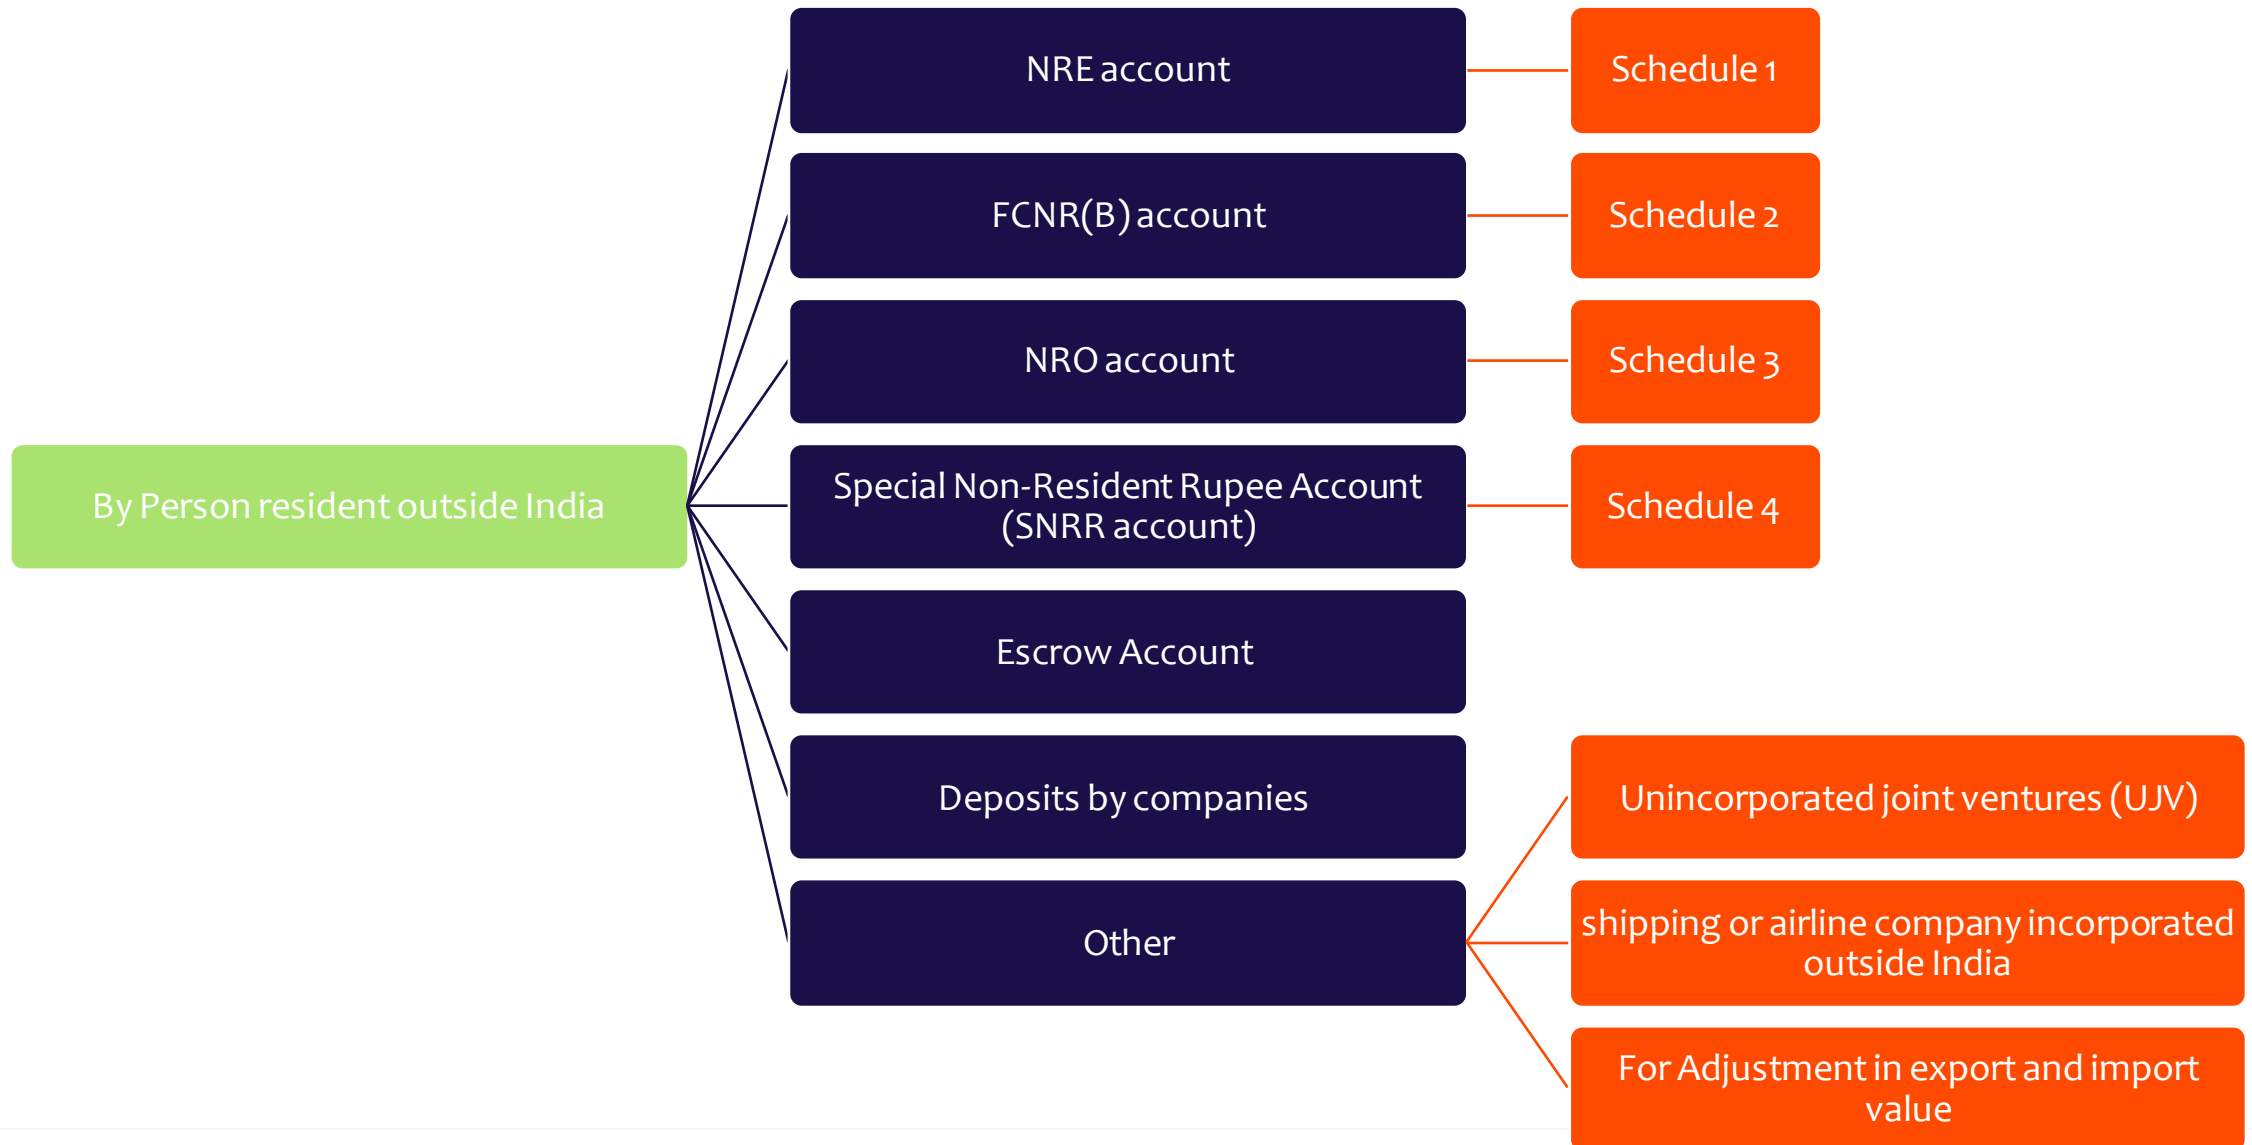 By Person resident outside India
NRE account
Schedule 1
FCNR(B) account
Schedule 2
NRO account
Schedule 3
Special Non-Resident Rupee Account
(SNRR account)
Schedule 4
Escrow Account
Deposits by companies
Other
Unincorporated joint ventures (UJV)
shipping or airline company incorporated
outside India
For Adjustment in export and import
value